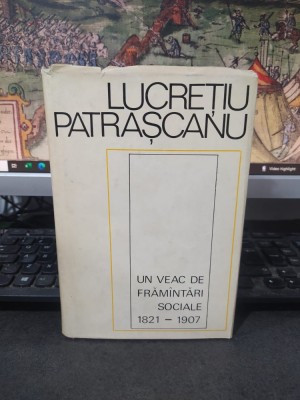 LUCREȚIU
PATRAȘCANU
UN VEAC DE
FRĂMÎNTĂRI
SOCIALE
1821 - 1907